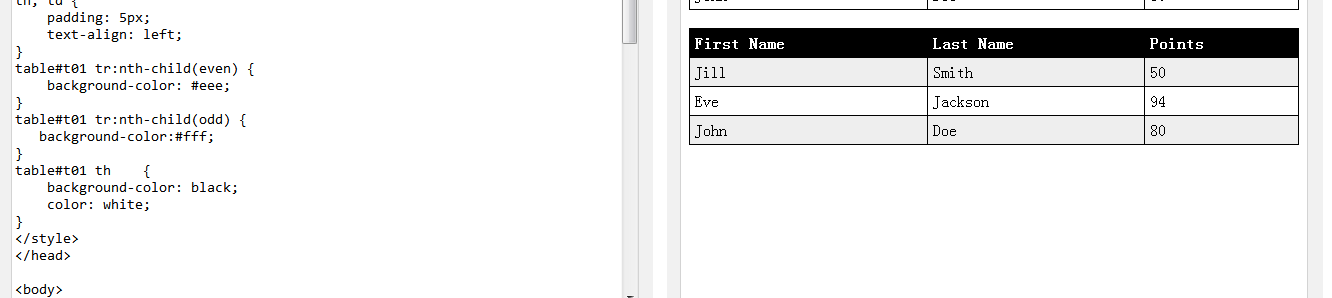 th, td {
    padding: 5px;
    text-align: left;
}
table#t01 tr:nth-child(even) {
    background-color: #eee;
}
table#t01 tr:nth-child(odd) {
   background-color:#fff;
}
table#t01 th    {
    background-color: black;
    color: white;
}
</style>
</head>

<body>
First Name Last Name Points
Jill Smith 50
Eve Jackson 94
John Doe 80